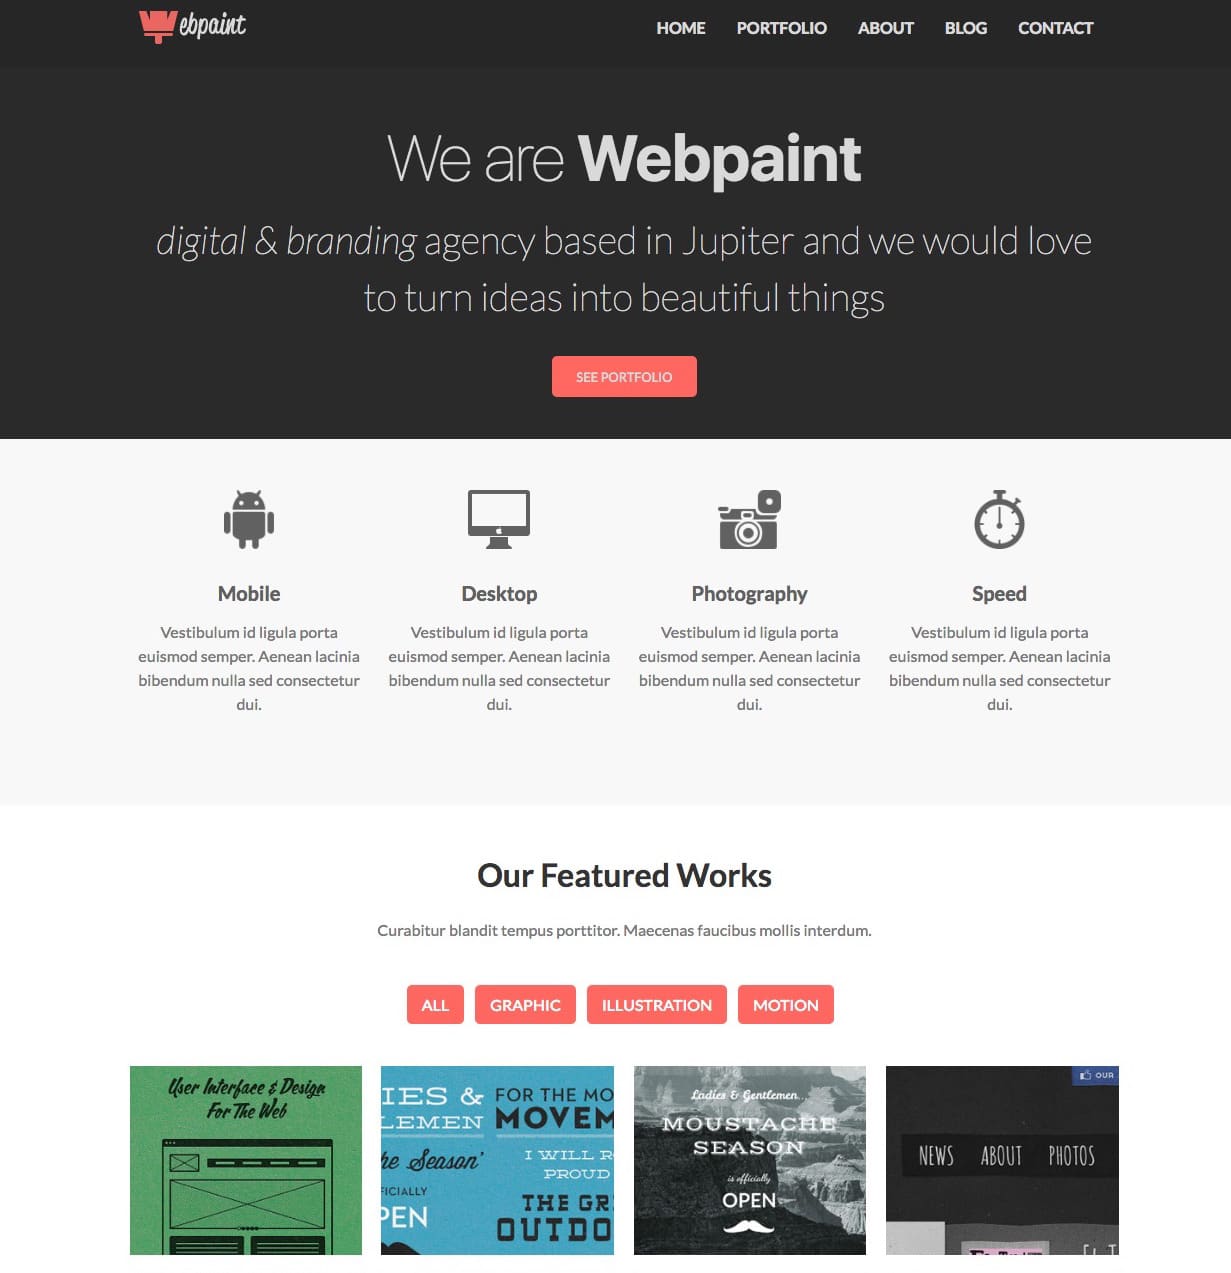 Webpaint
HOME PORTFOLIO ABOUT BLOG CONTACT
We are Webpaint
digital & branding agency based in Jupiter and we would love
to turn ideas into beautiful things
SEE PORTFOLIO
Mobile
Vestibulum id ligula porta
euismod semper. Aenean lacinia
bibendum nulla sed consectetur
dui.
Desktop
Vestibulum id ligula porta
euismod semper. Aenean lacinia
bibendum nulla sed consectetur
dui.
Photography
Vestibulum id ligula porta
euismod semper. Aenean lacinia
bibendum nulla sed consectetur
dui.
Speed
Vestibulum id ligula porta
euismod semper. Aenean lacinia
bibendum nulla sed consectetur
dui.
Our Featured Works
Curabitur blandit tempus porttitor. Maecenas faucibus mollis interdum.
ALL GRAPHIC ILLUSTRATION MOTION
User Interface & Design
For The Web
IES &
LEMEN
he Season'
FICIALLY
PEN
FOR THE MO
MOVEM
I WILL R
PROUD
THE GR
OUTDO
Ladies & Gentlemen...
MOUSTACHE
SEASON
is officially
OPEN
OUR
NEWS ABOUT PHOTOS